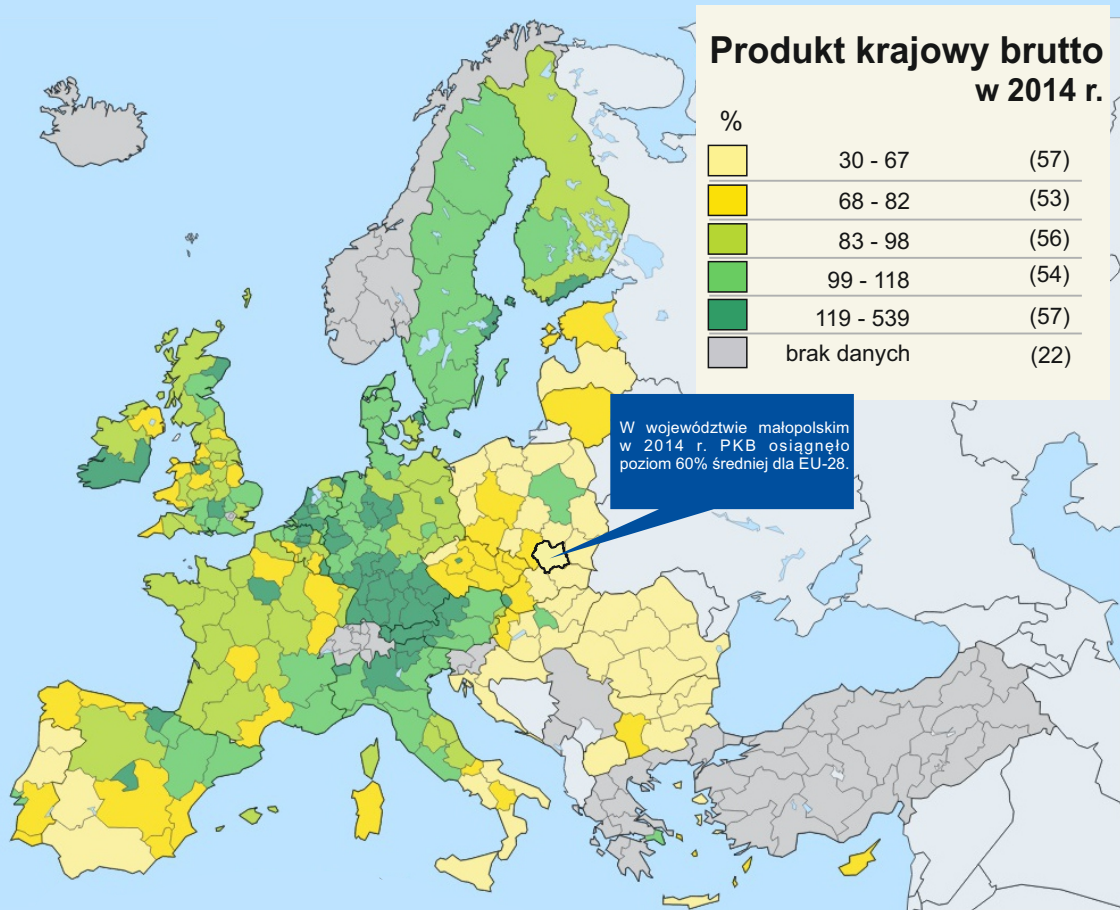 Produkt krajowy brutto
w 2014 r.
%
30 - 67 (57)
68 - 82 (53)
83 - 98 (56)
99 - 118 (54)
119 - 539 (57)
brak danych (22)
W województwie małopolskim
w 2014 r. PKB osiągnęło
poziom 60% średniej dla EU-28.